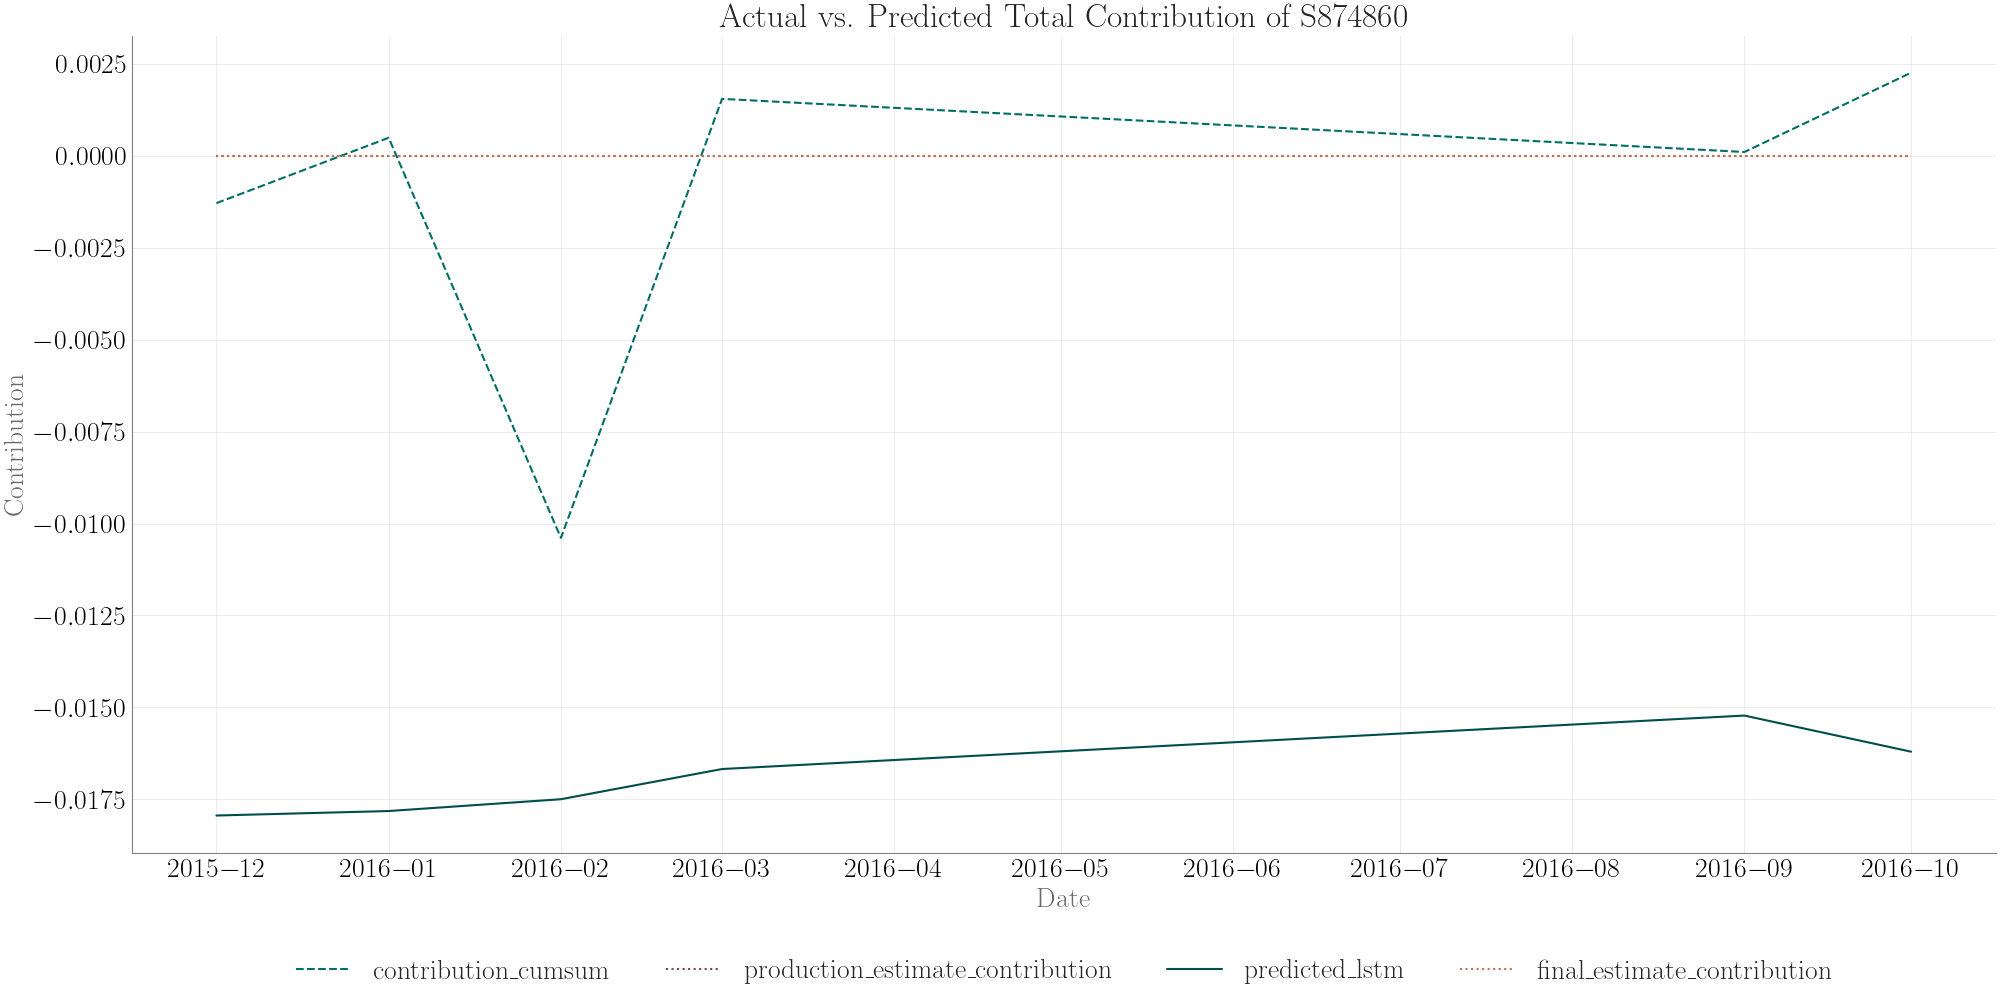 Actual vs. Predicted Total Contribution of S874860
0.0025
0.0000
−0.0025
−0.0050
−0.0075
−0.0100
−0.0125
−0.0150
−0.0175
Contribution
2015−12 2016−01 2016−02 2016−03 2016−04 2016−05 2016−06 2016−07 2016−08 2016−09 2016−10
Date
contribution_cumsum production_estimate_contribution predicted_lstm final_estimate_contribution